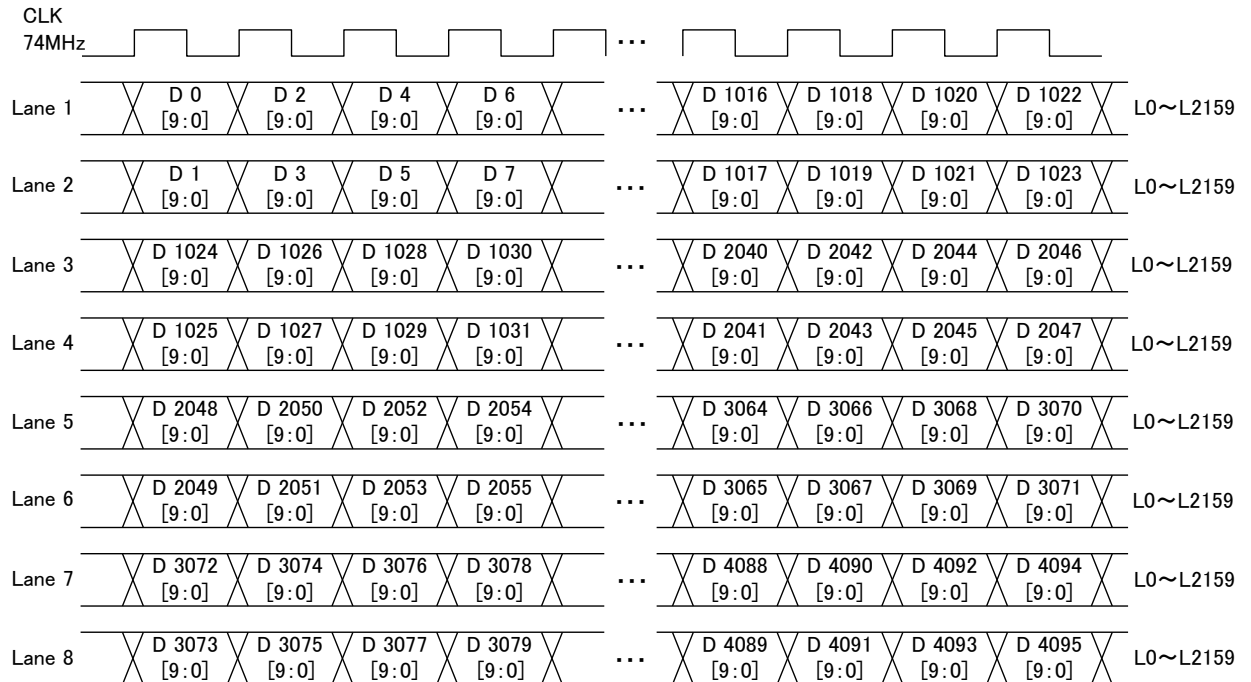 CLK
74MHz
...
Lane 1 D 0 [9:0] D 2 [9:0] D 4 [9:0] D 6 [9:0] ... D 1016 [9:0] D 1018 [9:0] D 1020 [9:0] D 1022 [9:0] L0～L2159
Lane 2 D 1 [9:0] D 3 [9:0] D 5 [9:0] D 7 [9:0] ... D 1017 [9:0] D 1019 [9:0] D 1021 [9:0] D 1023 [9:0] L0～L2159
Lane 3 D 1024 [9:0] D 1026 [9:0] D 1028 [9:0] D 1030 [9:0] ... D 2040 [9:0] D 2042 [9:0] D 2044 [9:0] D 2046 [9:0] L0～L2159
Lane 4 D 1025 [9:0] D 1027 [9:0] D 1029 [9:0] D 1031 [9:0] ... D 2041 [9:0] D 2043 [9:0] D 2045 [9:0] D 2047 [9:0] L0～L2159
Lane 5 D 2048 [9:0] D 2050 [9:0] D 2052 [9:0] D 2054 [9:0] ... D 3064 [9:0] D 3066 [9:0] D 3068 [9:0] D 3070 [9:0] L0～L2159
Lane 6 D 2049 [9:0] D 2051 [9:0] D 2053 [9:0] D 2055 [9:0] ... D 3065 [9:0] D 3067 [9:0] D 3069 [9:0] D 3071 [9:0] L0～L2159
Lane 7 D 3072 [9:0] D 3074 [9:0] D 3076 [9:0] D 3078 [9:0] ... D 4088 [9:0] D 4090 [9:0] D 4092 [9:0] D 4094 [9:0] L0～L2159
Lane 8 D 3073 [9:0] D 3075 [9:0] D 3077 [9:0] D 3079 [9:0] ... D 4089 [9:0] D 4091 [9:0] D 4093 [9:0] D 4095 [9:0] L0～L2159